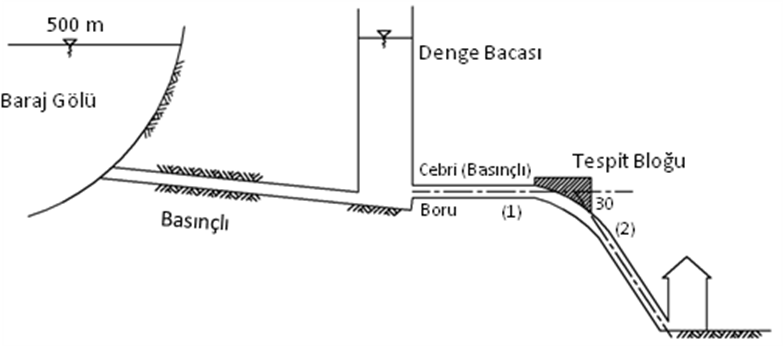 500 m
Denge Bacası
Baraj Gölü
Tespit Bloğu
Cebri (Basınçlı)
30
Boru
(1)
(2)
Basınçlı